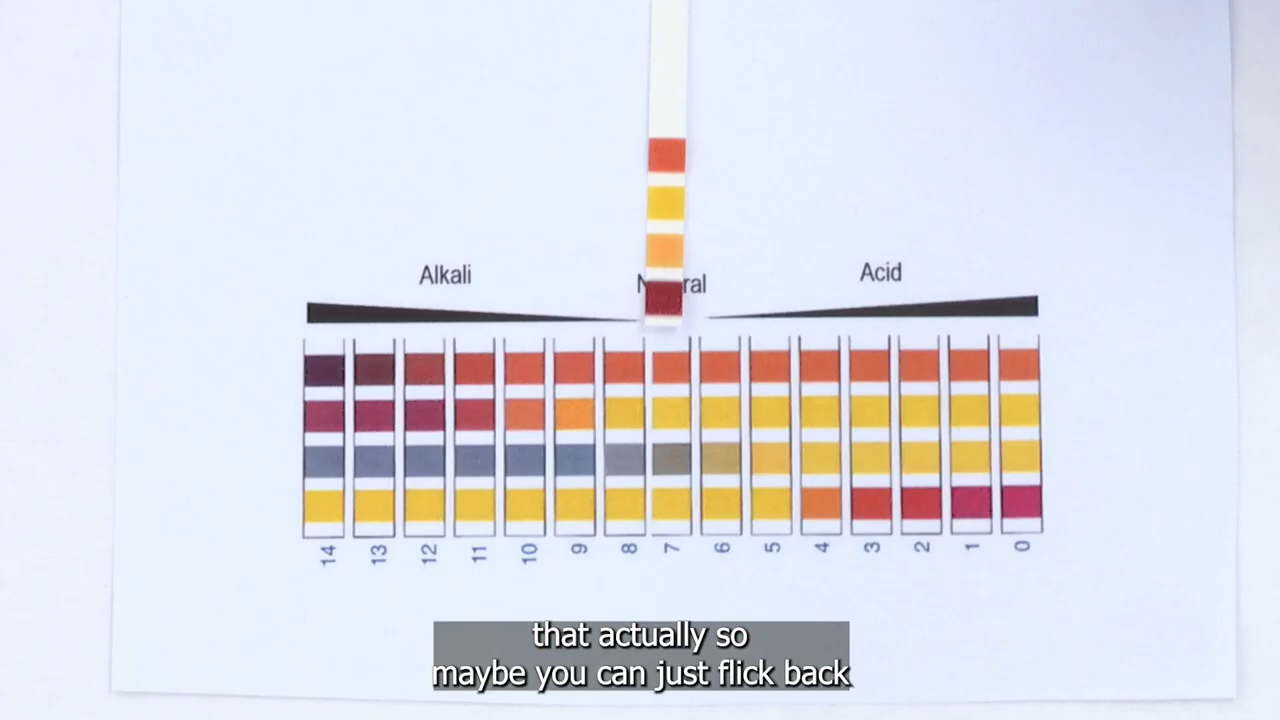 Alkali
Acid
14 13 12 11 10 9 8 7 6 5 4 3 2 1 0
that actually so
maybe you can just flick back